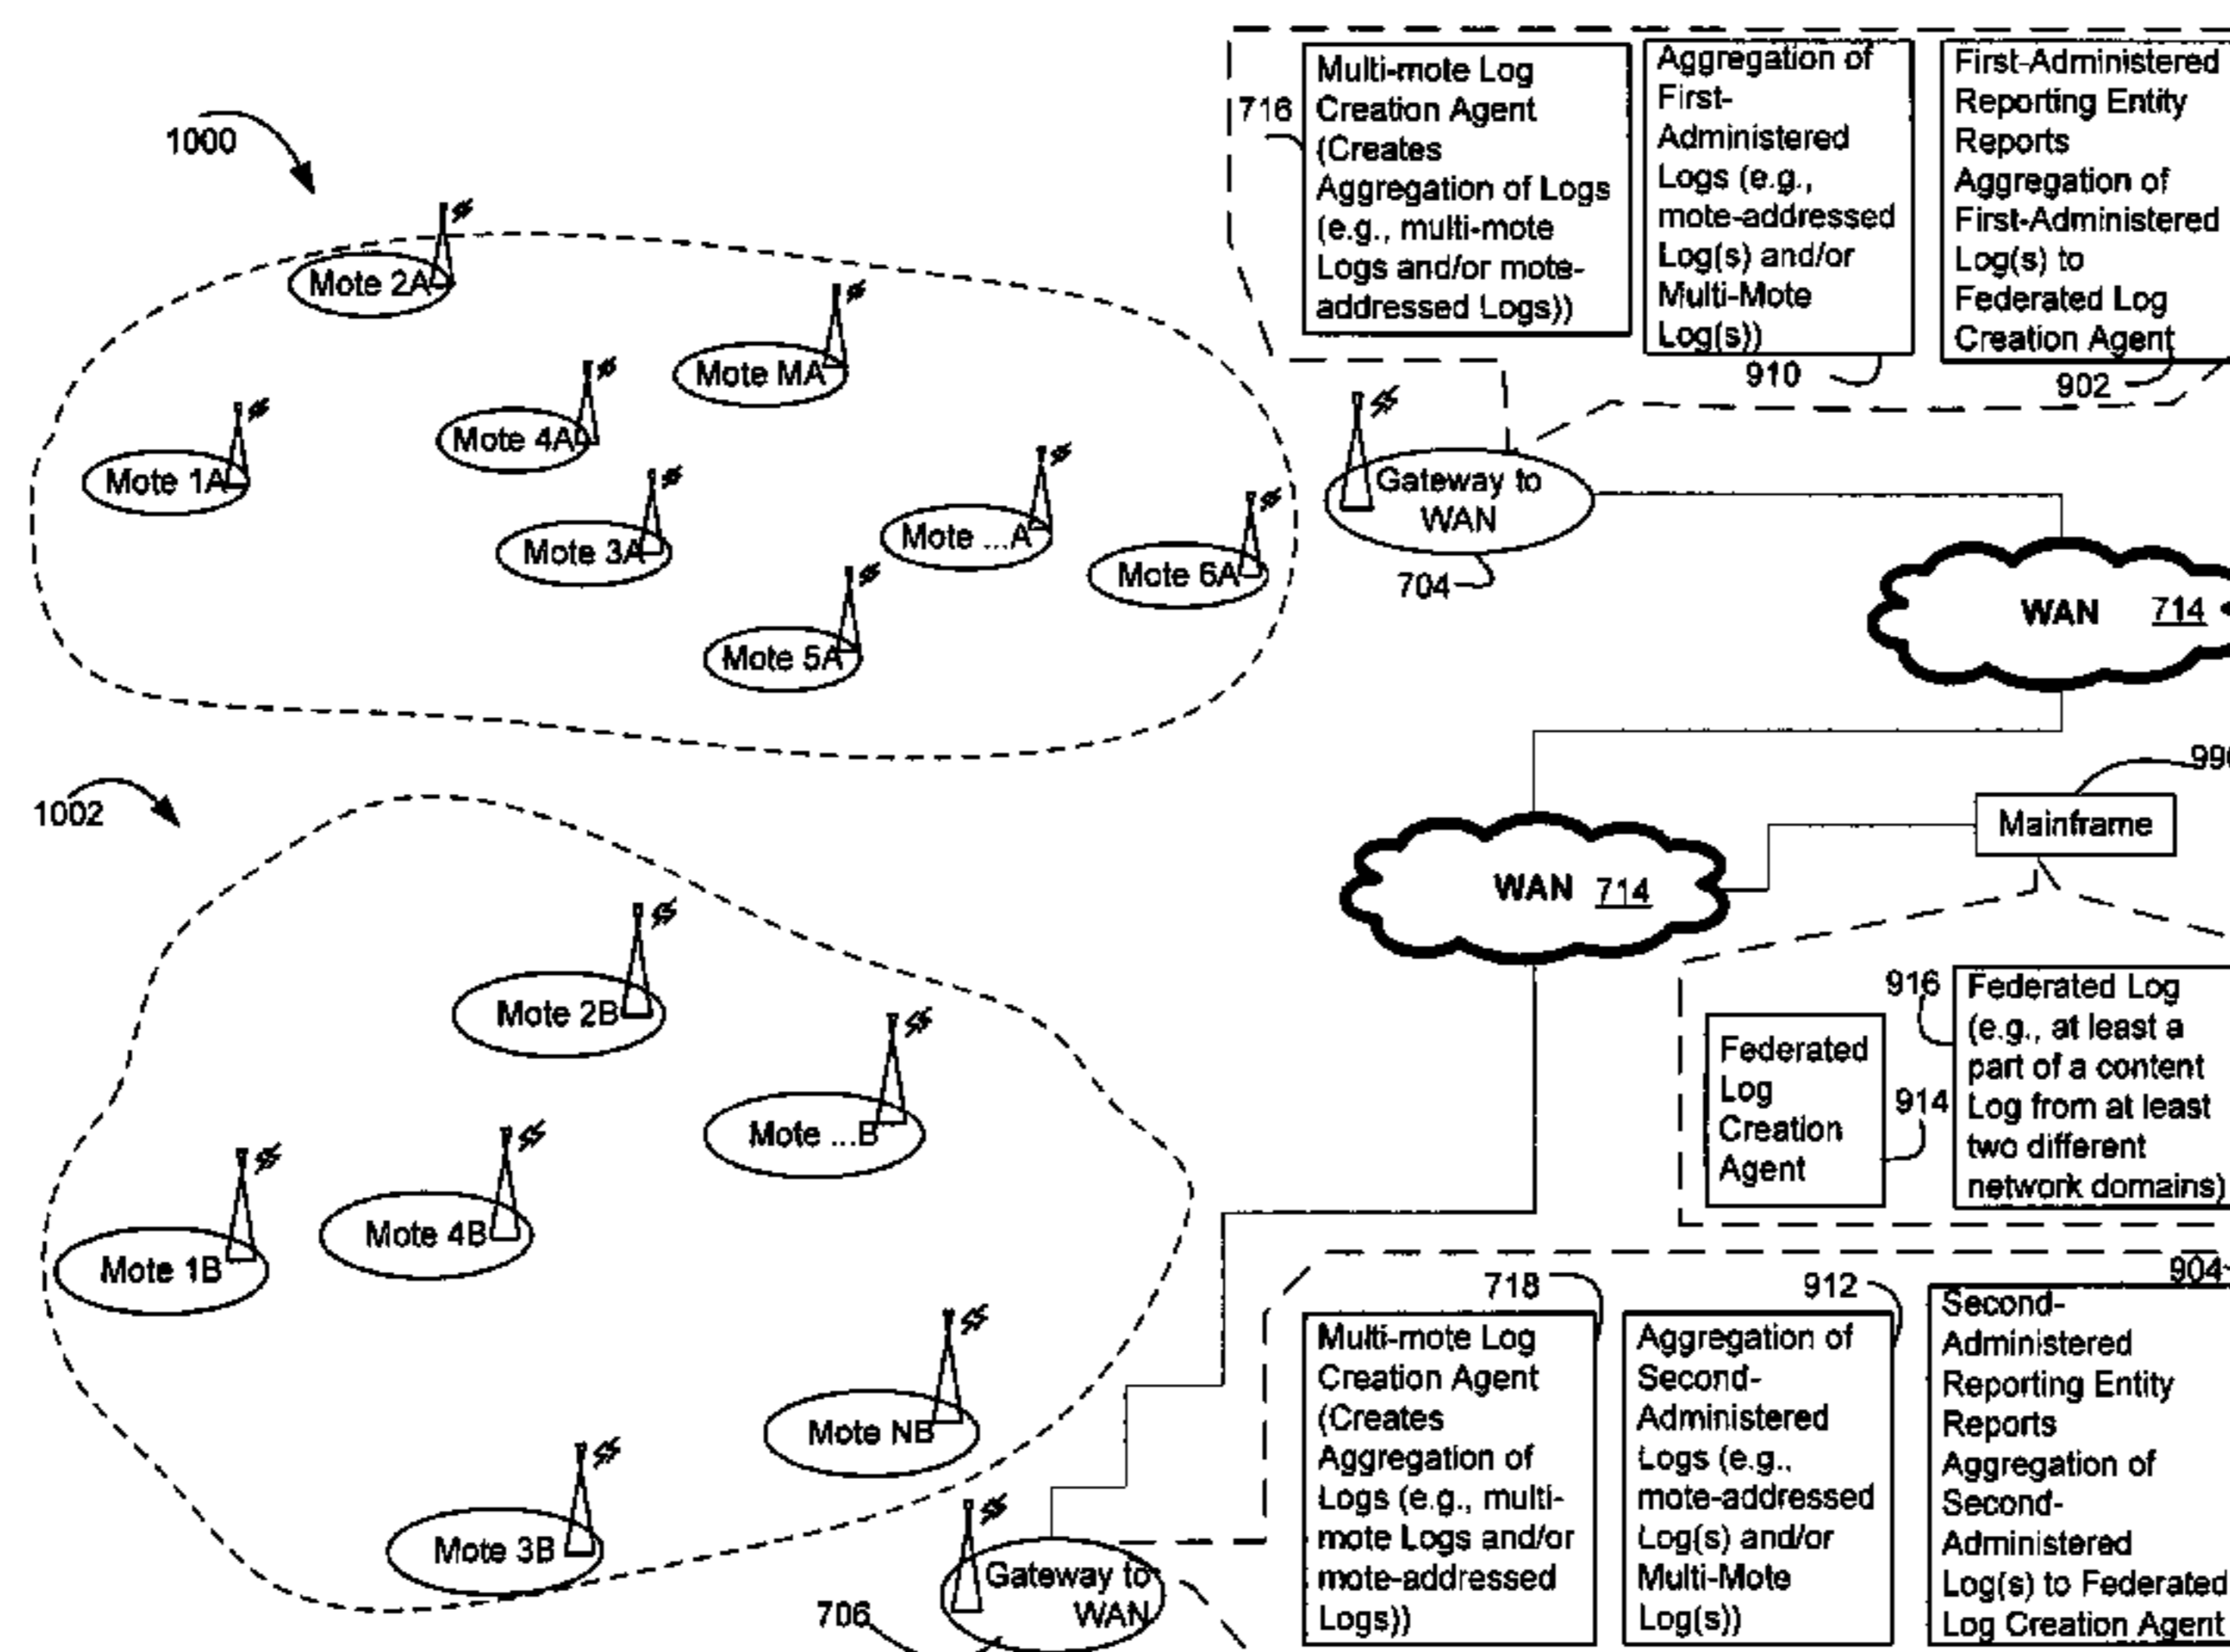 1000
Mote 2A
Mote MA
Mote 4A
Mote 1A
Mote 3A
Mote ...A
Mote 6A
Mote 5A
716
Multi-mote Log
Creation Agent
(Creates
Aggregation of Logs
(e.g., multi-mote
Logs and/or mote-
addressed Logs))
Aggregation of
First-
Administered
Logs (e.g.,
mote-addressed
Log(s) and/or
Multi-Mote
Log(s))
910
First-Administered
Reporting Entity
Reports
Aggregation of
First-Administered
Log(s) to
Federated Log
Creation Agent
902
Gateway to
WAN
704
WAN 714
1002
Mote 2B
Mote ...B
Mote 4B
Mote 1B
Mote NB
Mote 3B
WAN 714
Mainframe
916
Federated Log
(e.g., at least a
part of a content
Log from at least
two different
network domains)
Federated
Log
Creation
Agent
914
718
Multi-mote Log
Creation Agent
(Creates
Aggregation of
Logs (e.g., multi-
mote Logs and/or
mote-addressed
Logs))
912
Aggregation of
Second-
Administered
Logs (e.g.,
mote-addressed
Log(s) and/or
Multi-Mote
Log(s))
904
Second-
Administered
Reporting Entity
Reports
Aggregation of
Second-
Administered
Log(s) to Federated
Log Creation Agent
Gateway to
WAN
706